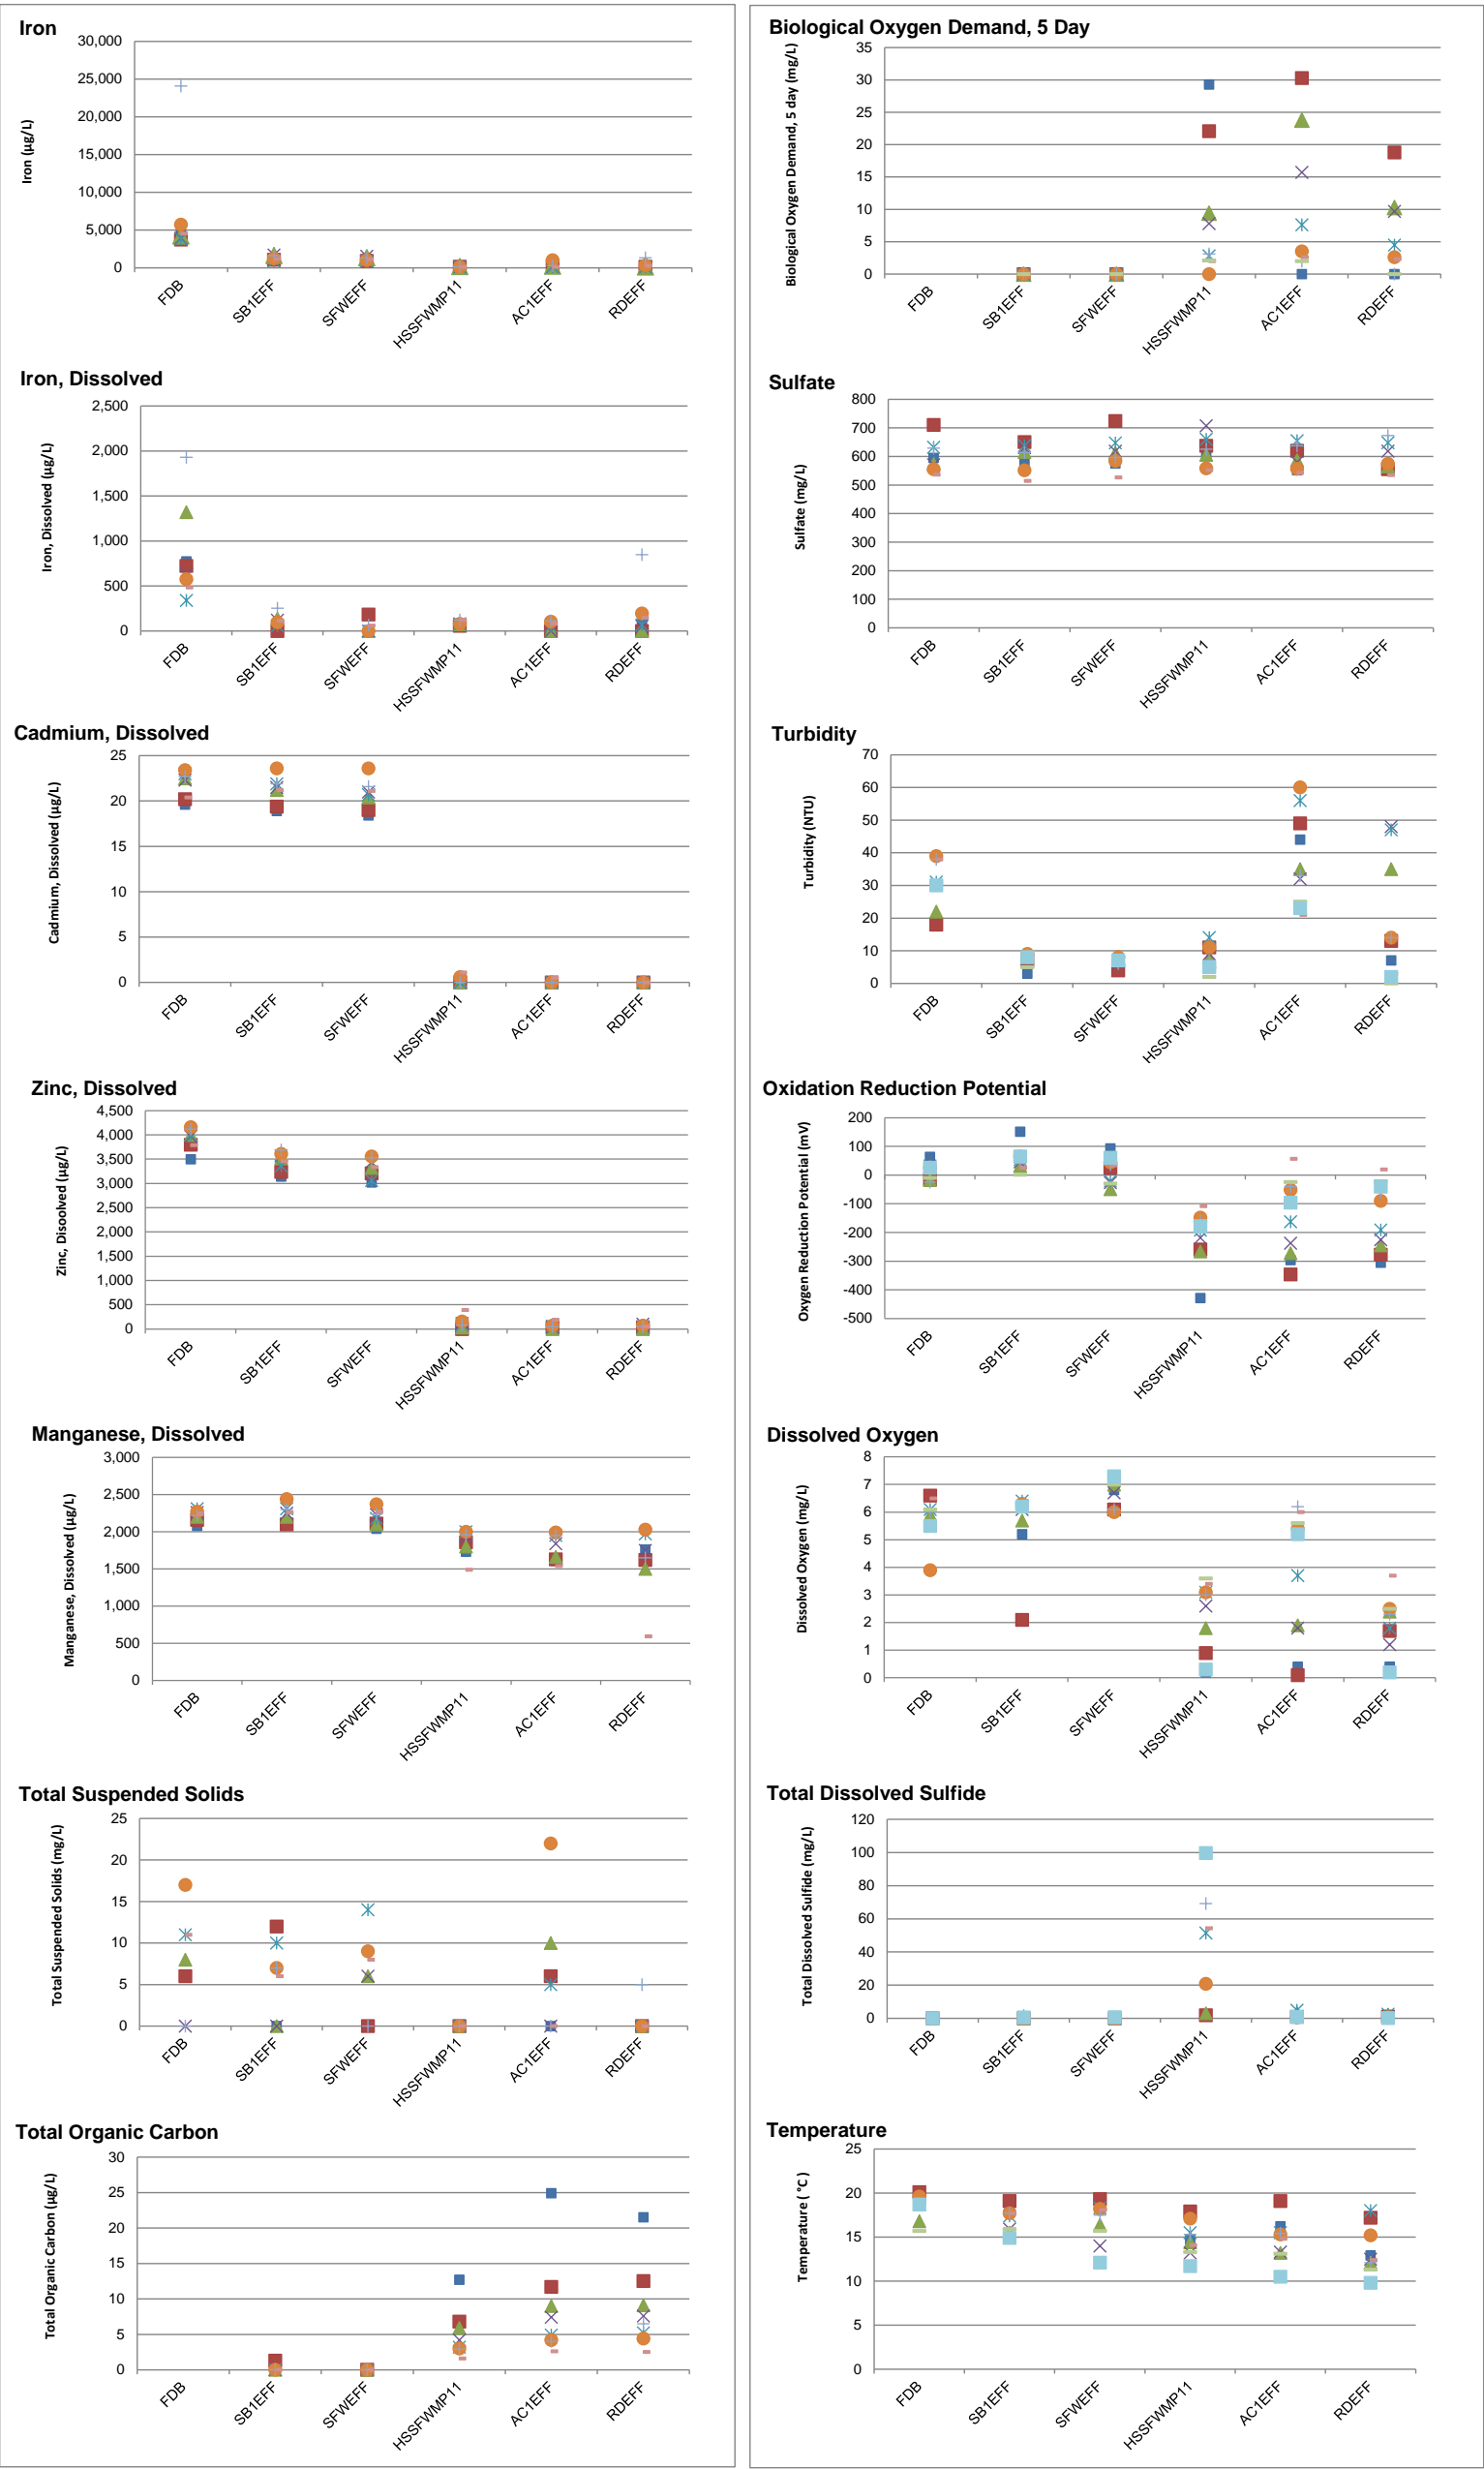 Iron
Iron (µg/L)
30,000
25,000
20,000
15,000
10,000
5,000
0
FDB
SB1EFF
SFWEFF
HSSFWMP11
AC1EFF
RDEFF
Iron, Dissolved
Iron, Dissolved (µg/L)
2,500
2,000
1,500
1,000
500
0
FDB
SB1EFF
SFWEFF
HSSFWMP11
AC1EFF
RDEFF
Cadmium, Dissolved
Cadmium, Dissolved (µg/L)
25
20
15
10
5
0
FDB
SB1EFF
SFWEFF
HSSFWMP11
AC1EFF
RDEFF
Zinc, Dissolved
Zinc, Disoolved (µg/L)
4,500
4,000
3,500
3,000
2,500
2,000
1,500
1,000
500
0
FDB
SB1EFF
SFWEFF
HSSFWMP11
AC1EFF
RDEFF
Manganese, Dissolved
Manganese, Dissolved (µg/L)
3,000
2,500
2,000
1,500
1,000
500
0
FDB
SB1EFF
SFWEFF
HSSFWMP11
AC1EFF
RDEFF
Total Suspended Solids
Total Suspended Solids (mg/L)
25
20
15
10
5
0
FDB
SB1EFF
SFWEFF
HSSFWMP11
AC1EFF
RDEFF
Total Organic Carbon
Total Organic Carbon (µg/L)
30
25
20
15
10
5
0
FDB
SB1EFF
SFWEFF
HSSFWMP11
AC1EFF
RDEFF
Biological Oxygen Demand, 5 Day
Biological Oxygen Demand, 5 day (mg/L)
35
30
25
20
15
10
5
0
FDB
SB1EFF
SFWEFF
HSSFWMP11
AC1EFF
RDEFF
Sulfate
Sulfate (mg/L)
800
700
600
500
400
300
200
100
0
FDB
SB1EFF
SFWEFF
HSSFWMP11
AC1EFF
RDEFF
Turbidity
Turbidity (NTU)
70
60
50
40
30
20
10
0
FDB
SB1EFF
SFWEFF
HSSFWMP11
AC1EFF
RDEFF
Oxidation Reduction Potential
Oxygen Reduction Potential (mV)
200
100
0
-100
-200
-300
-400
-500
FDB
SB1EFF
SFWEFF
HSSFWMP11
AC1EFF
RDEFF
Dissolved Oxygen
Dissolved Oxygen (mg/L)
8
7
6
5
4
3
2
1
0
FDB
SB1EFF
SFWEFF
HSSFWMP11
AC1EFF
RDEFF
Total Dissolved Sulfide
Total Dissolved Sulfide (mg/L)
120
100
80
60
40
20
0
FDB
SB1EFF
SFWEFF
HSSFWMP11
AC1EFF
RDEFF
Temperature
Temperature ( °C)
25
20
15
10
5
0
FDB
SB1EFF
SFWEFF
HSSFWMP11
AC1EFF
RDEFF